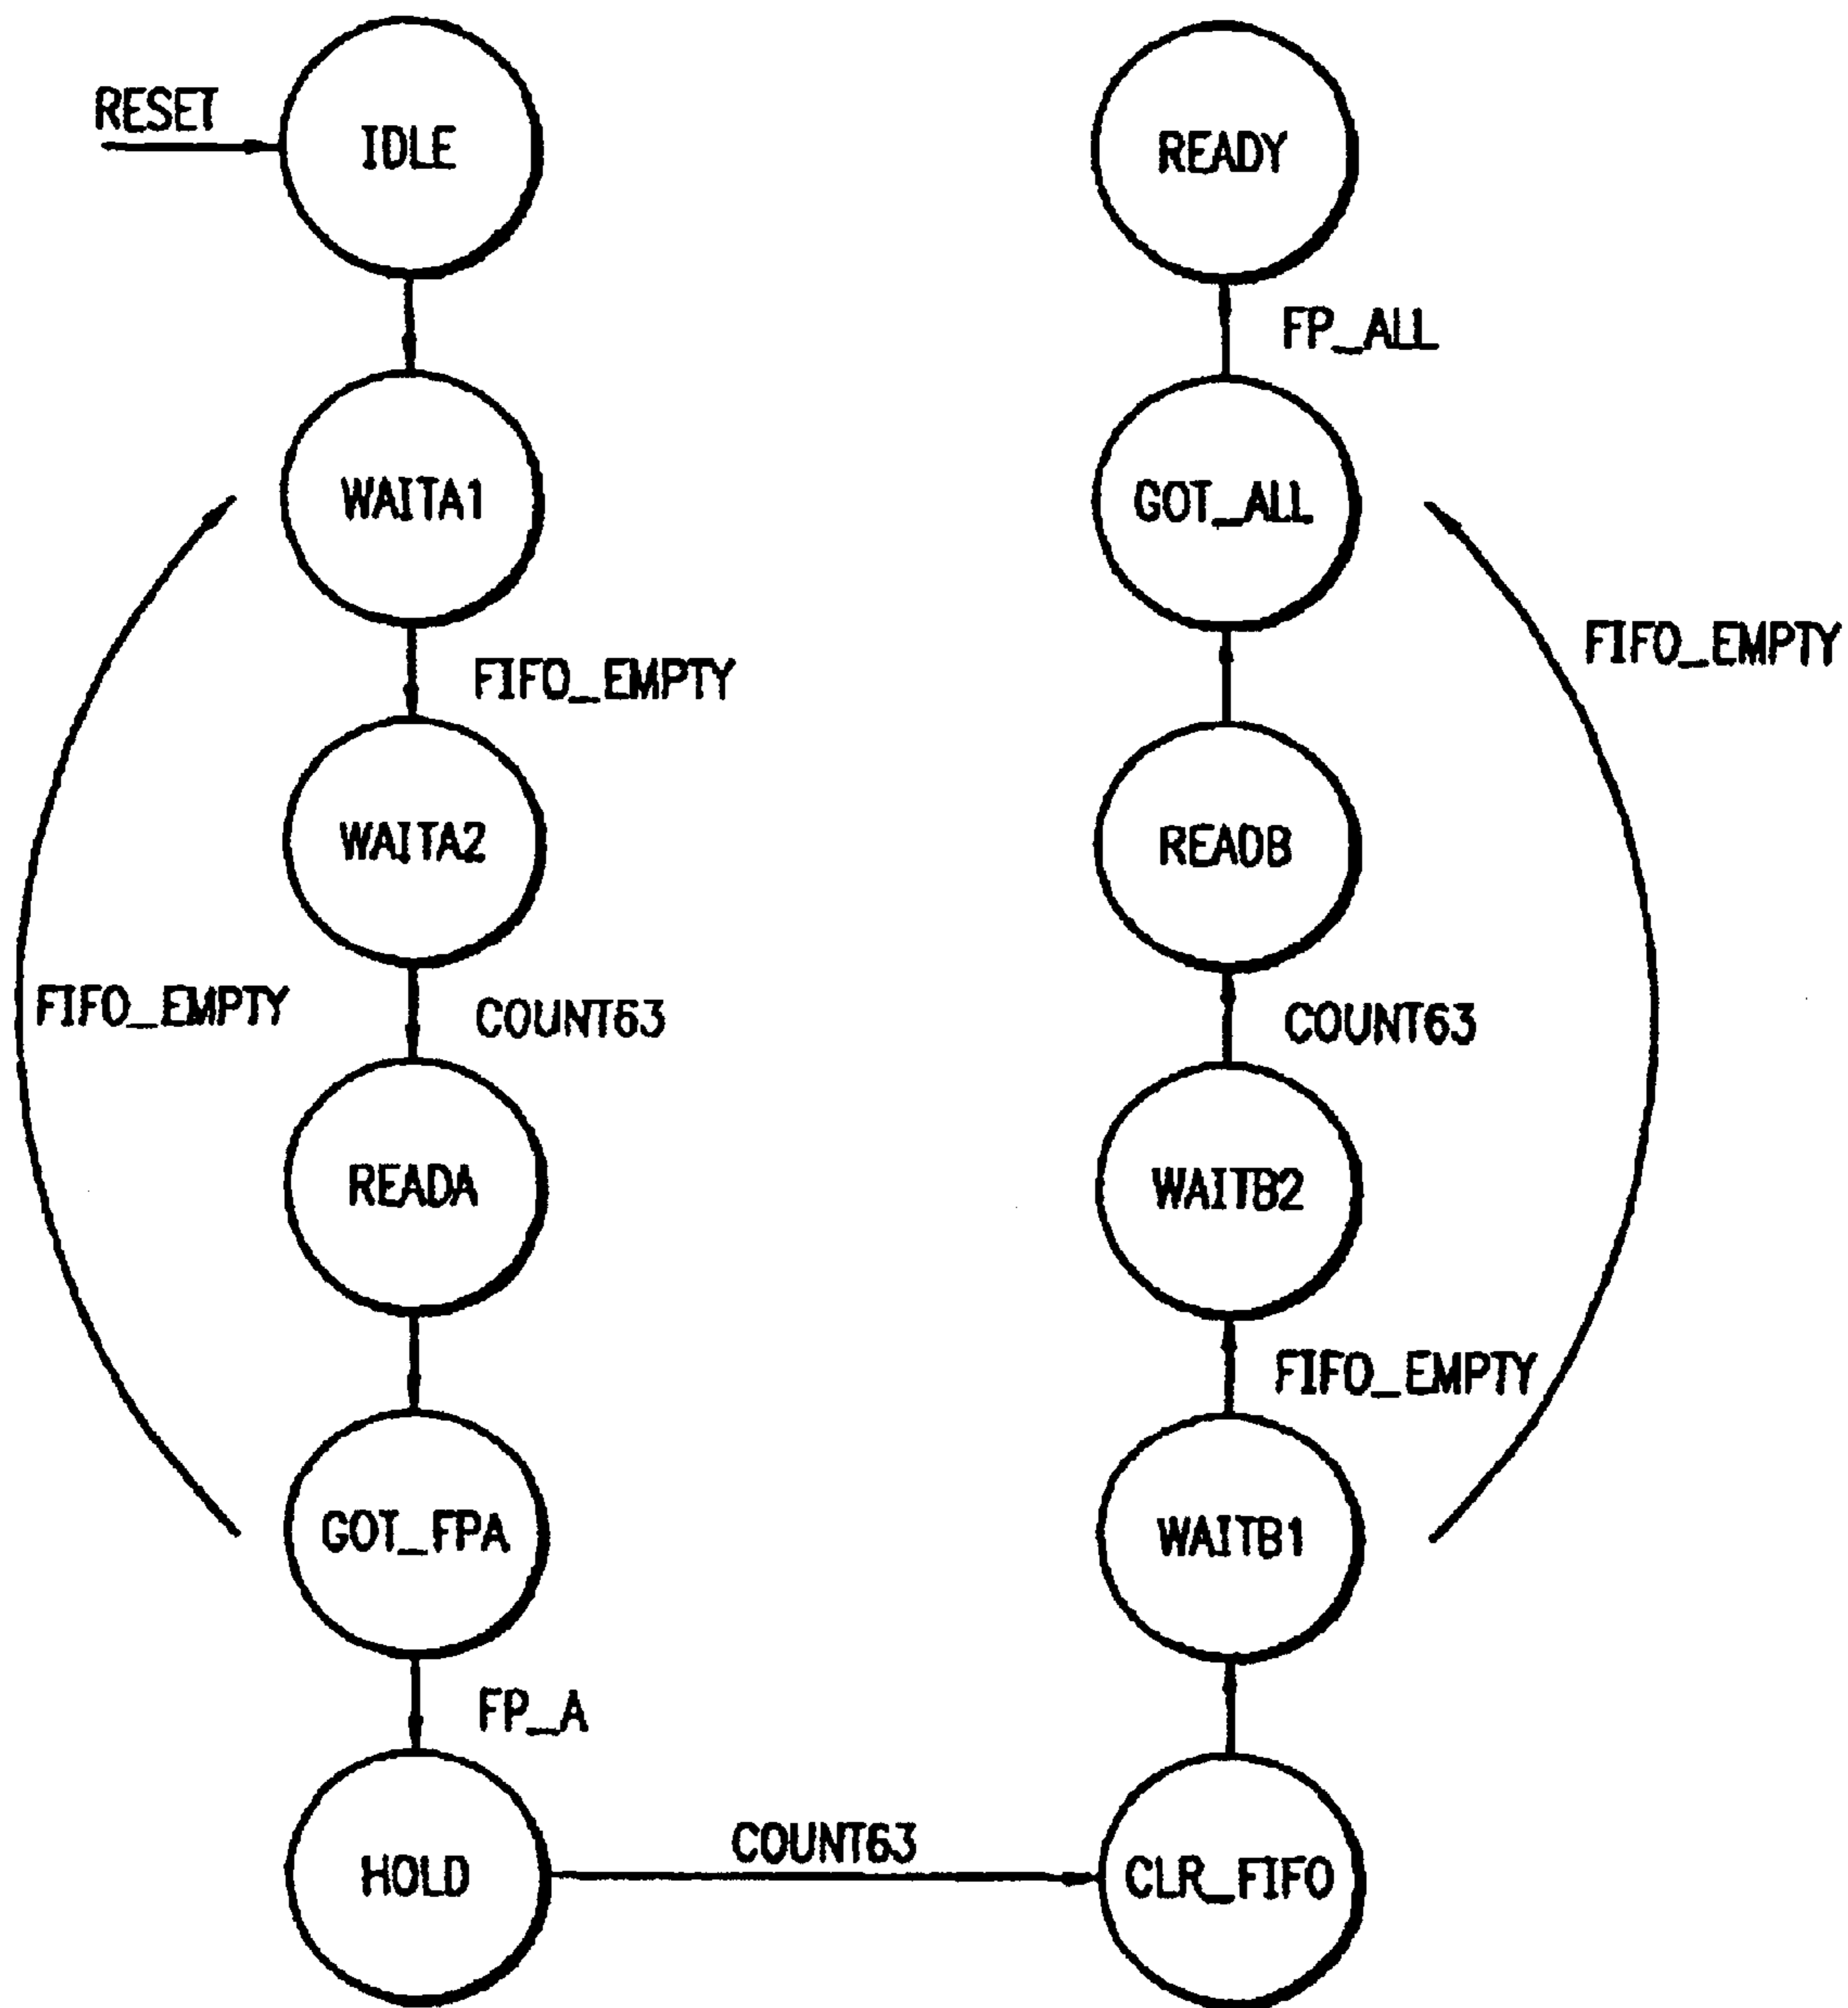 RESET
IDLE
WAITA1
FIFO_EMPTY
WAITA2
FIFO_EMPTY
COUNT63
READA
GOT_FPA
FP_A
HOLD
COUNT63
CLR_FIFO
READY
FP_ALL
GOT_ALL
FIFO_EMPTY
READB
COUNT63
WAITB2
FIFO_EMPTY
WAITB1